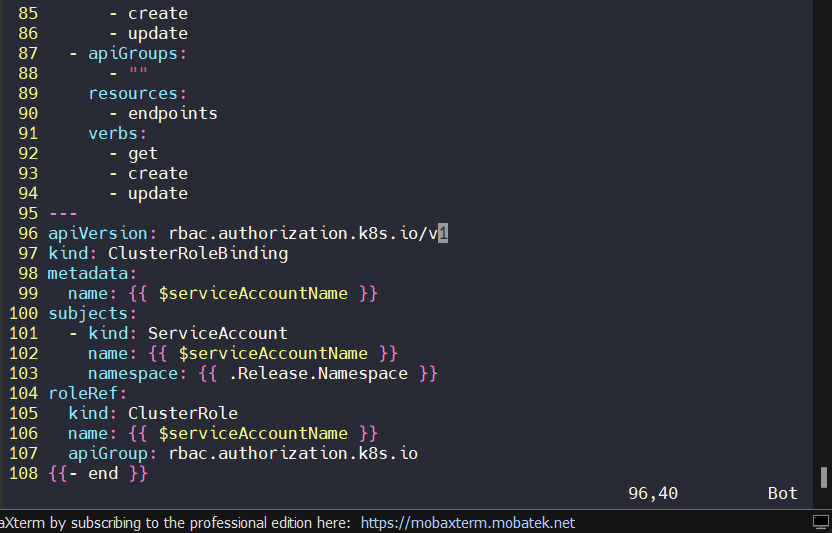 85       - create
86       - update
87   - apiGroups:
88       - ""
89     resources:
90       - endpoints
91     verbs:
92       - get
93       - create
94       - update
95 ---
96 apiVersion: rbac.authorization.k8s.io/v1
97 kind: ClusterRoleBinding
98 metadata:
99   name: {{ $serviceAccountName }}
100 subjects:
101   - kind: ServiceAccount
102     name: {{ $serviceAccountName }}
103     namespace: {{ .Release.Namespace }}
104 roleRef:
105   kind: ClusterRole
106   name: {{ $serviceAccountName }}
107   apiGroup: rbac.authorization.k8s.io
108 {{- end }}
96,40 Bot
aXterm by subscribing to the professional edition here: https://mobaxterm.mobatek.net